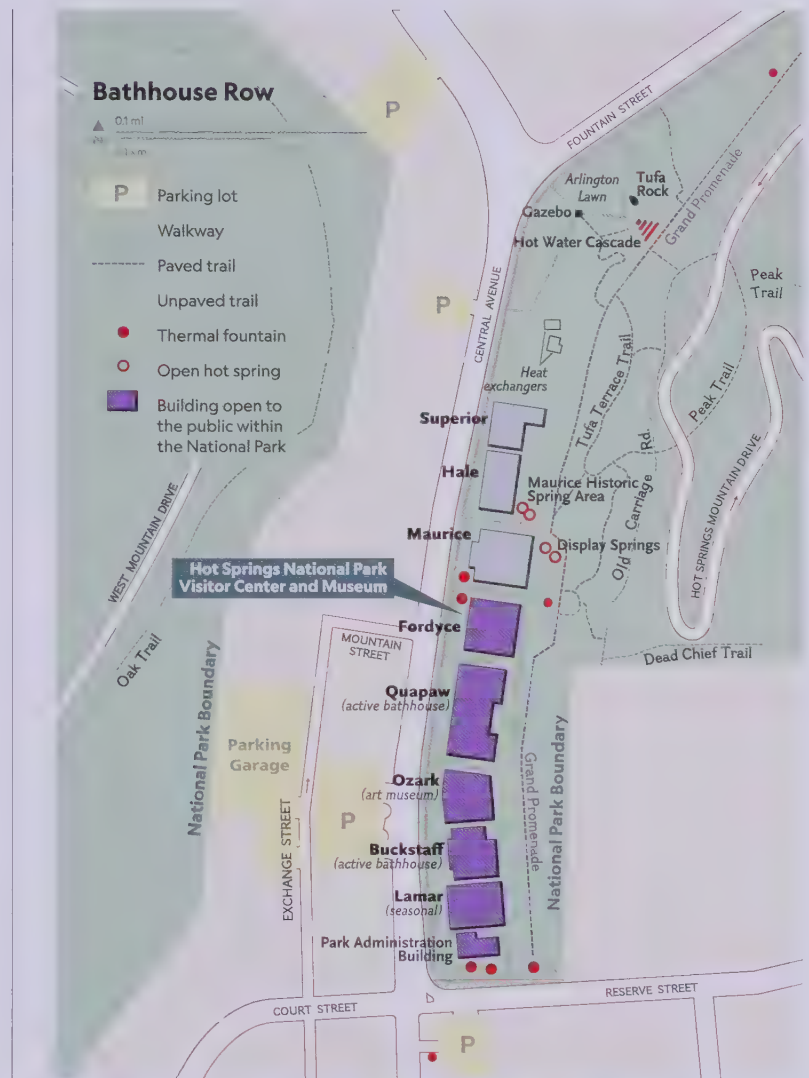 Bathhouse Row
0.1 mi
N
P
Parking lot
Walkway
Paved trail
Unpaved trail
Thermal fountain
Open hot spring
Building open to
the public within
the National Park
P
FOUNTAIN STREET
Arlington
Lawn
Tufa
Rock
Gazebo
Hot Water Cascade
Grand Promenade
Peak
Trail
P
CENTRAL AVENUE
Heat
exchangers
Tufa Terrace Trail
Peak Trail
Superior
Hale
Maurice Historic
Spring Area
Old Carriage Rd.
HOT SPRINGS MOUNTAIN DRIVE
Maurice
Display Springs
WEST MOUNTAIN DRIVE
Hot Springs National Park
Visitor Center and Museum
Fordyce
MOUNTAIN
STREET
Dead Chief Trail
Oak Trail
National Park Boundary
Quapaw
(active bathhouse)
Parking
Garage
National Park Boundary
Grand Promenade
Ozark
(art museum)
P
EXCHANGE STREET
Buckstaff
(active bathhouse)
Lamar
(seasonal)
Park Administration
Building
COURT STREET
RESERVE STREET
P